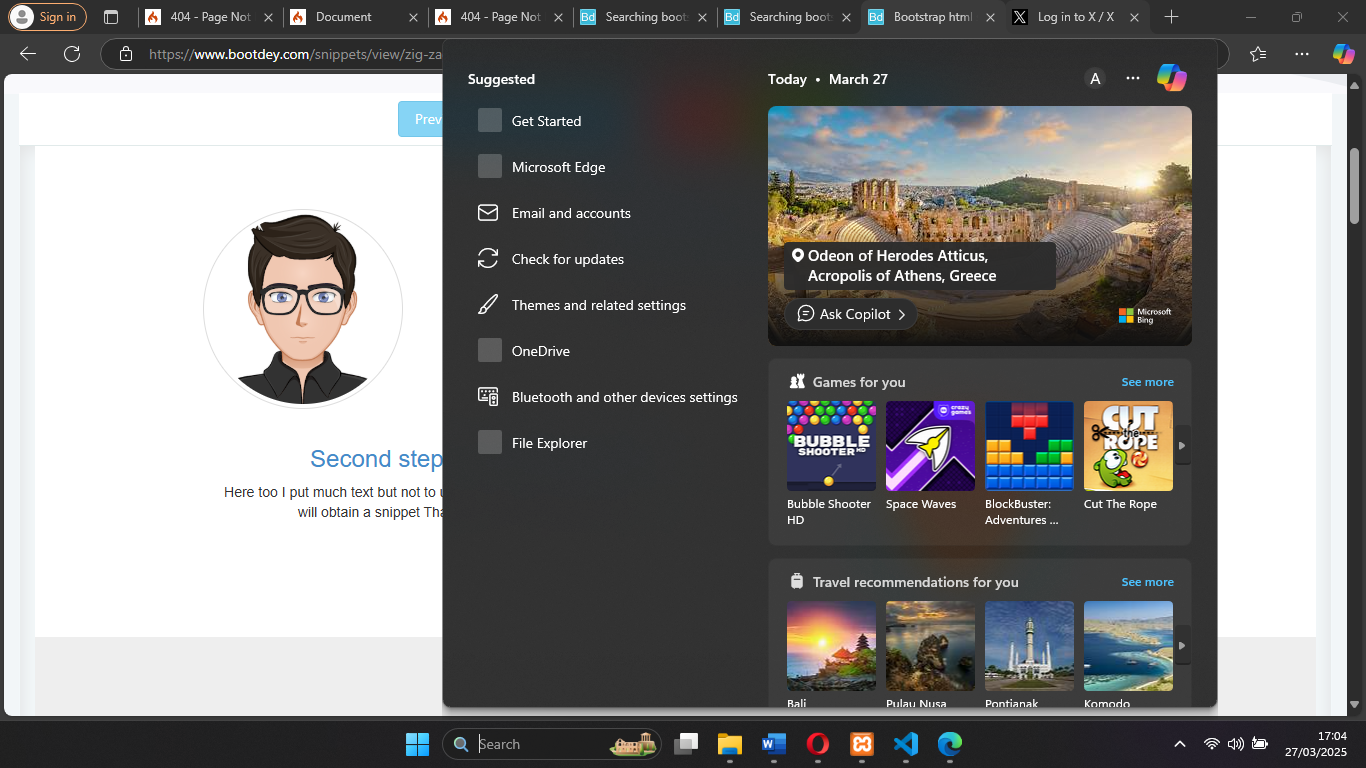 Sign in
404 - Page Not
Document
404 - Page Not
Bd
Searching boots
Bd
Searching boots
Bd
Bootstrap html
Log in to X / X
https://www.bootdey.com/snippets/view/zig-za
Prev
Second step
Here too I put much text but not to u
will obtain a snippet Tha
Suggested
Get Started
Microsoft Edge
Email and accounts
Check for updates
Themes and related settings
OneDrive
Bluetooth and other devices settings
File Explorer
Today • March 27
A
Odeon of Herodes Atticus,
Acropolis of Athens, Greece
Ask Copilot
Microsoft
Bing
Games for you
See more
BUBBLE
SHOOTER HD
crazy
games
CUT
the
ROPE
Bubble Shooter
HD
Space Waves
BlockBuster:
Adventures ...
Cut The Rope
Travel recommendations for you
See more
Bali
Pulau Nusa
Pontianak
Komodo
Search
17:04
27/03/2025